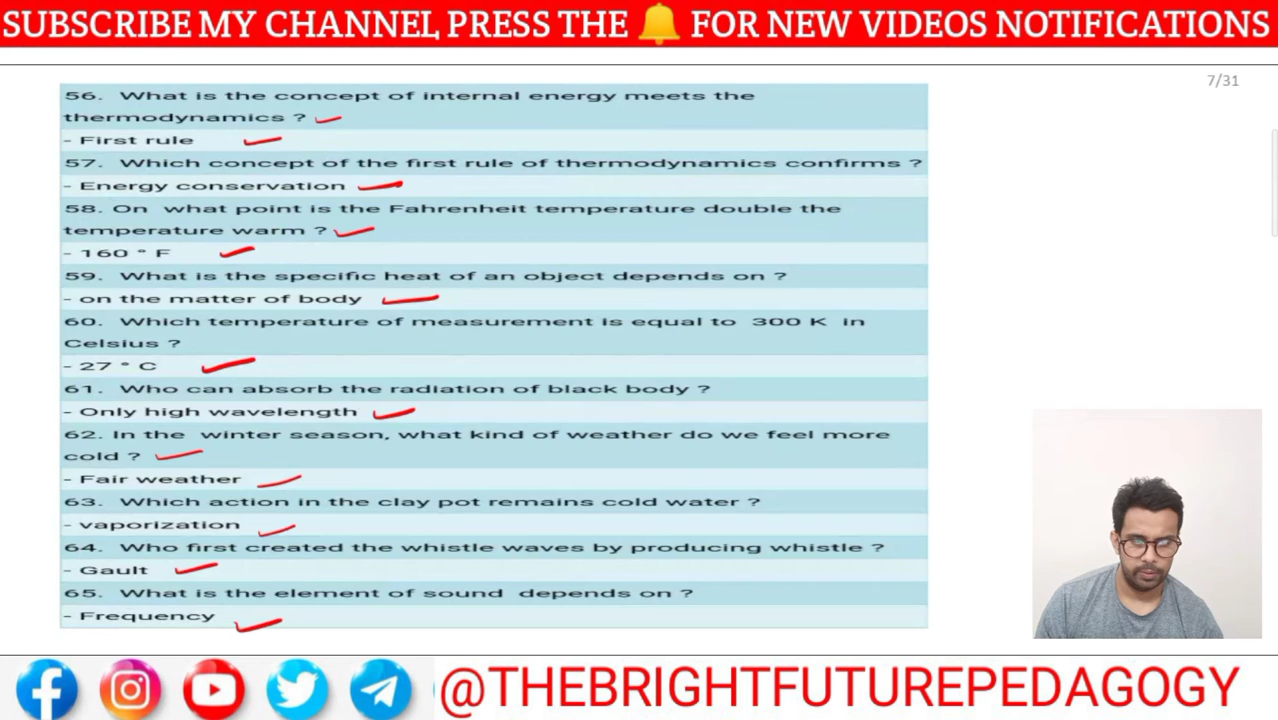 SUBSCRIBE MY CHANNEL, PRESS THE 🔔 FOR NEW VIDEOS NOTIFICATIONS
7/31
56. What is the concept of internal energy meets the
thermodynamics ?
- First rule
57. Which concept of the first rule of thermodynamics confirms ?
- Energy conservation
58. On what point is the Fahrenheit temperature double the
temperature warm ?
- 160 ° F
59. What is the specific heat of an object depends on ?
- on the matter of body
60. Which temperature of measurement is equal to 300 K in
Celsius ?
- 27 ° C
61. Who can absorb the radiation of black body ?
- Only high wavelength
62. In the winter season, what kind of weather do we feel more
cold ?
- Fair weather
63. Which action in the clay pot remains cold water ?
- vaporization
64. Who first created the whistle waves by producing whistle ?
- Gault
65. What is the element of sound depends on ?
- Frequency
@THEBRIGHTFUTUREPEDAGOGY